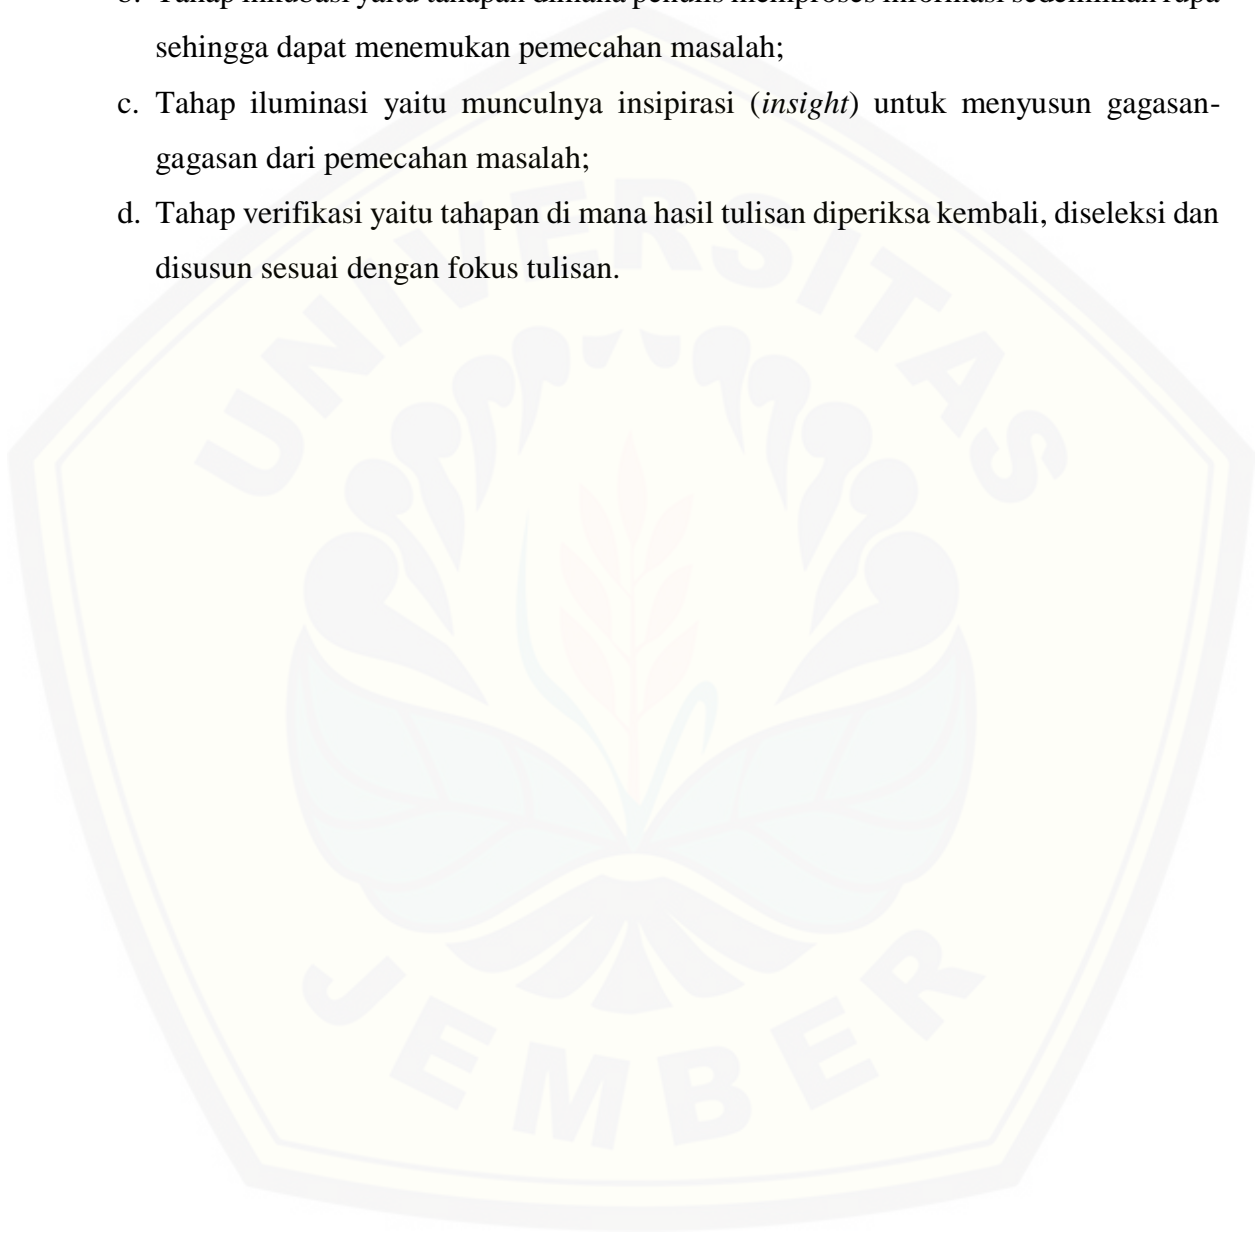 b. Tahap inkubasi yaitu tahapan dimana penulis memproses informasi sedemikian rupa
sehingga dapat menemukan pemecahan masalah;
c. Tahap iluminasi yaitu munculnya insipirasi (insight) untuk menyusun gagasan-
gagasan dari pemecahan masalah;
d. Tahap verifikasi yaitu tahapan di mana hasil tulisan diperiksa kembali, diseleksi dan
disusun sesuai dengan fokus tulisan.
UNIVERSITAS
JEMBER